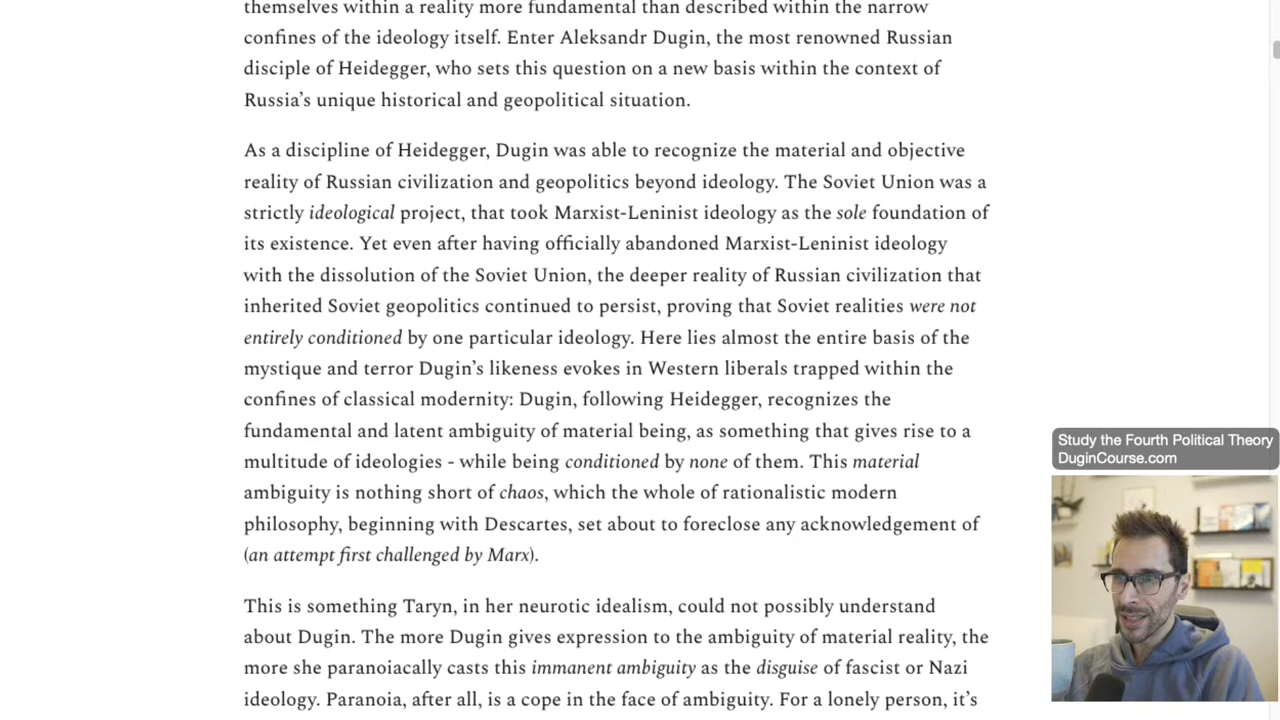 themselves within a reality more fundamental than described within the narrow
confines of the ideology itself. Enter Aleksandr Dugin, the most renowned Russian
disciple of Heidegger, who sets this question on a new basis within the context of
Russia’s unique historical and geopolitical situation.
As a discipline of Heidegger, Dugin was able to recognize the material and objective
reality of Russian civilization and geopolitics beyond ideology. The Soviet Union was a
strictly ideological project, that took Marxist-Leninist ideology as the sole foundation of
its existence. Yet even after having officially abandoned Marxist-Leninist ideology
with the dissolution of the Soviet Union, the deeper reality of Russian civilization that
inherited Soviet geopolitics continued to persist, proving that Soviet realities were not
entirely conditioned by one particular ideology. Here lies almost the entire basis of the
mystique and terror Dugin’s likeness evokes in Western liberals trapped within the
confines of classical modernity: Dugin, following Heidegger, recognizes the
fundamental and latent ambiguity of material being, as something that gives rise to a
multitude of ideologies - while being conditioned by none of them. This material
ambiguity is nothing short of chaos, which the whole of rationalistic modern
philosophy, beginning with Descartes, set about to foreclose any acknowledgement of
(an attempt first challenged by Marx).
This is something Taryn, in her neurotic idealism, could not possibly understand
about Dugin. The more Dugin gives expression to the ambiguity of material reality, the
more she paranoiacally casts this immanent ambiguity as the disguise of fascist or Nazi
ideology. Paranoia, after all, is a cope in the face of ambiguity. For a lonely person, it’s
Study the Fourth Political Theory
DuginCourse.com